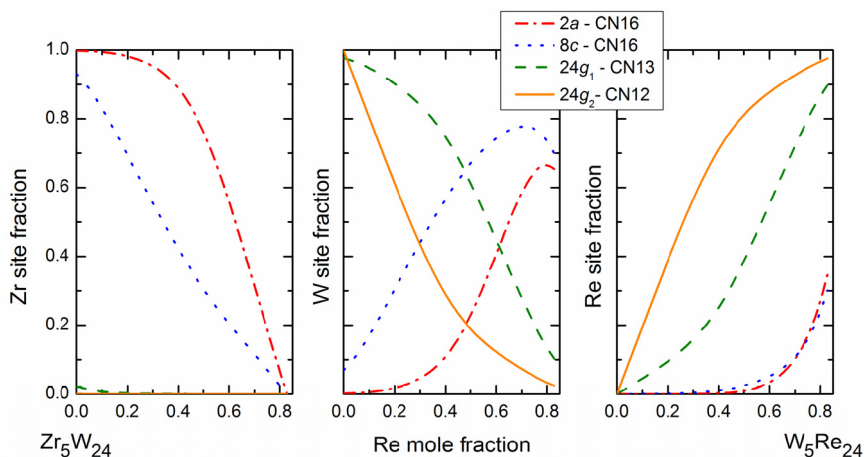 2a - CN16
8c - CN16
24g₁ - CN13
24g₂- CN12
Zr site fraction
1.0
0.8
0.6
0.4
0.2
0.0
0.0 0.2 0.4 0.6 0.8
W site fraction
0.0 0.2 0.4 0.6 0.8
Re site fraction
0.0 0.2 0.4 0.6 0.8
Zr₅W₂₄
Re mole fraction
W₅Re₂₄